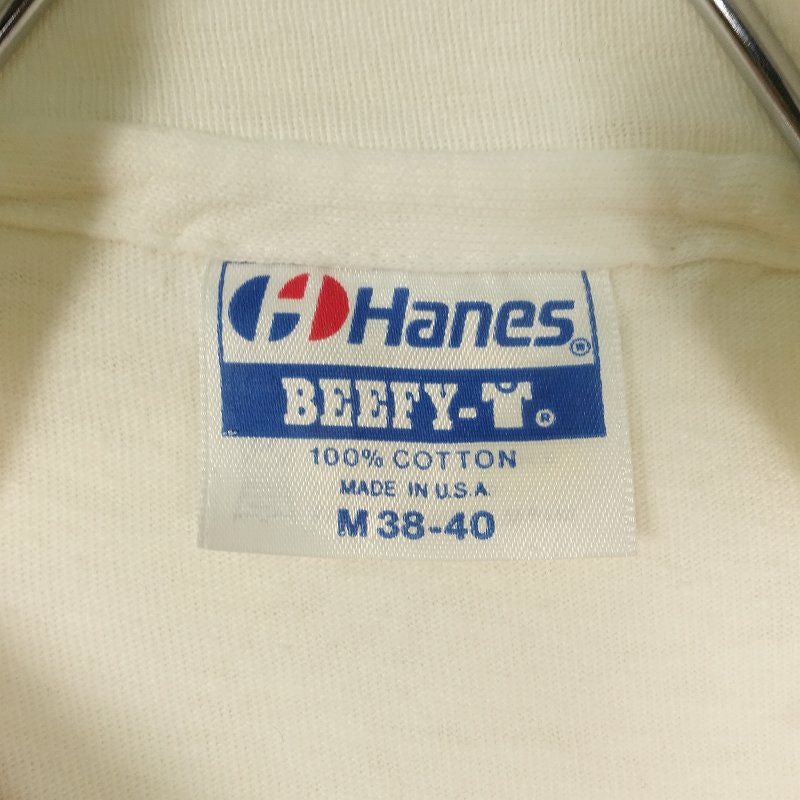 Hanes®
BEEFY-T®
100% COTTON
MADE IN U.S.A.
M 38-40